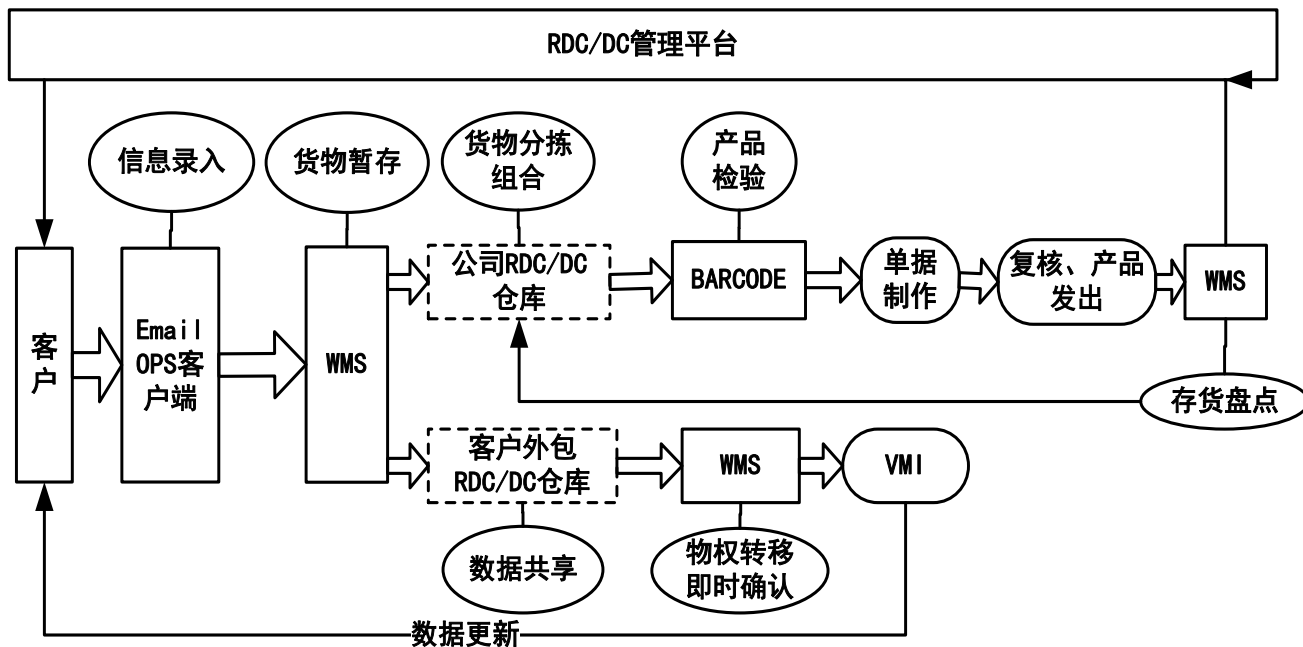 RDC/DC管理平台
信息录入
货物暂存
货物分拣
组合
产品
检验
客
户
Email
OPS客
户端
WMS
公司RDC/DC
仓库
BARCODE
单据
制作
复核、产品
发出
WMS
存货盘点
客户外包
RDC/DC仓库
WMS
VMI
数据共享
物权转移
即时确认
数据更新